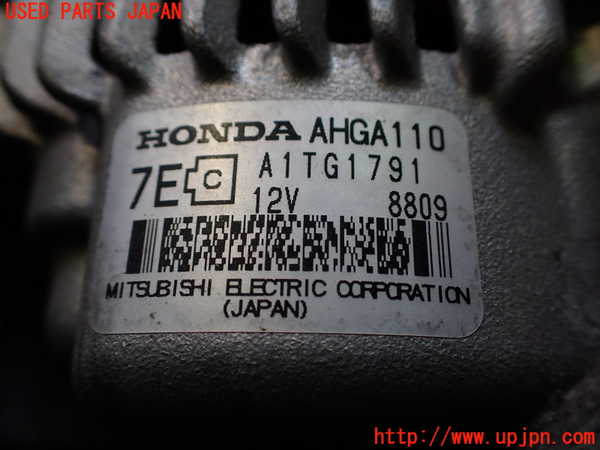 USED PARTS JAPAN
HONDA AHGA110
7E C A1TG1791
12V 8809
MITSUBISHI ELECTRIC CORPORATION
(JAPAN)
http://www.upjpn.com/